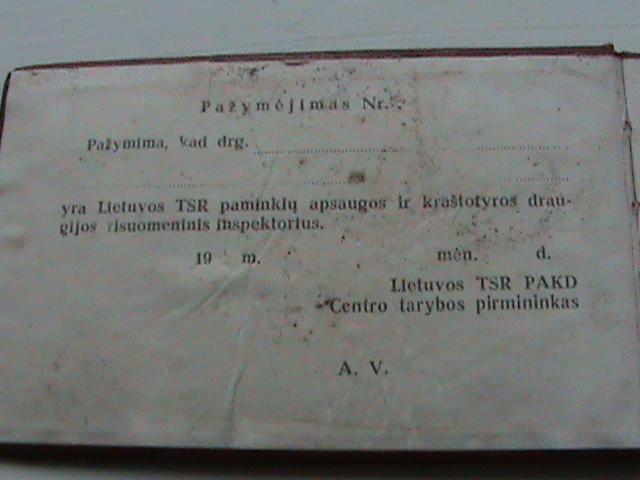 Pažymėjimas Nr.
Pažymima, kad drg.
yra Lietuvos TSR paminklų apsaugos ir kraštotyros drau-
gijos visuomeninis inspektorius.
19 m. mėn. d.
Lietuvos TSR PAKD
Centro tarybos pirmininkas
A. V.